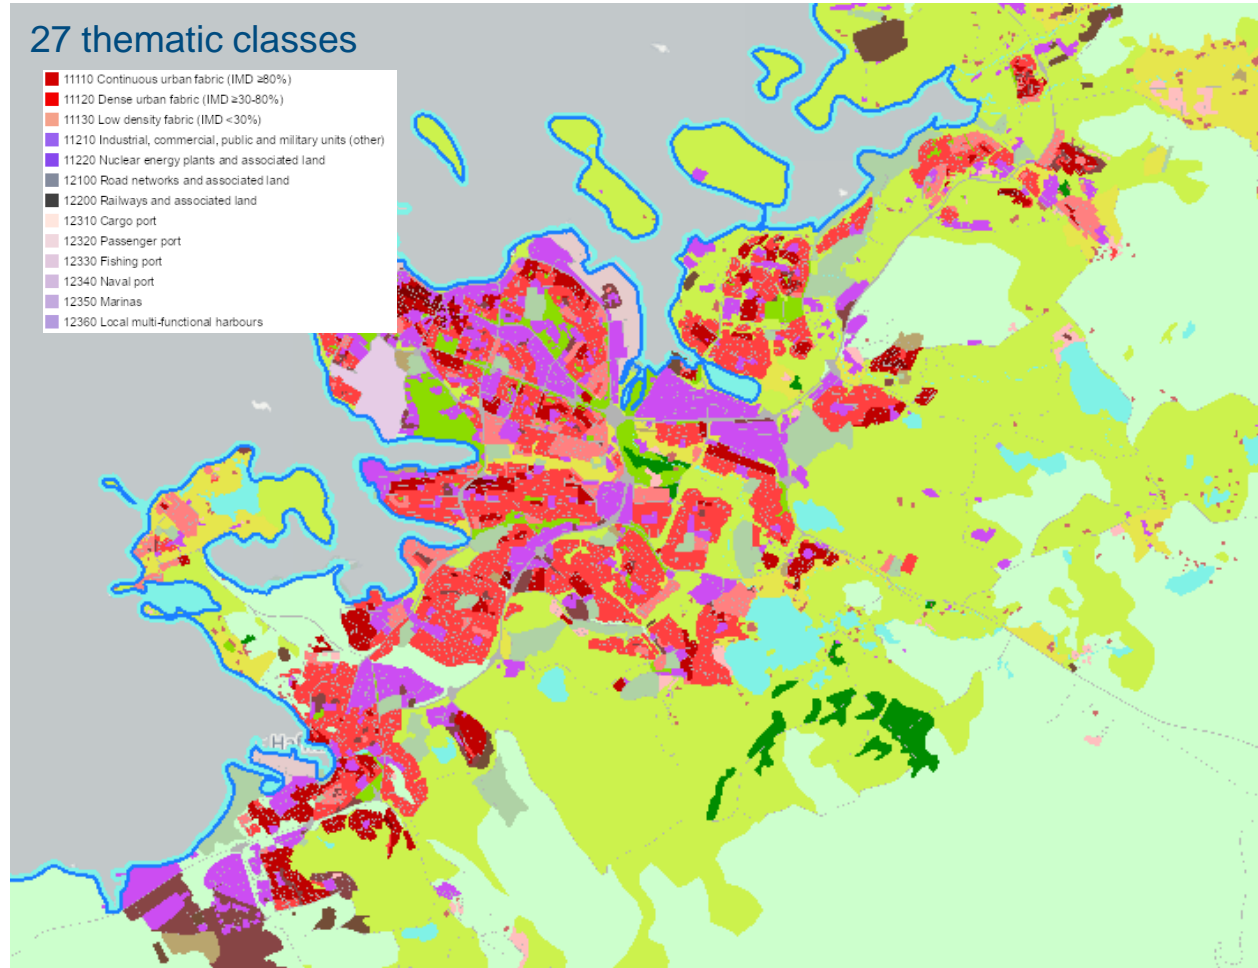 27 thematic classes
11110 Continuous urban fabric (IMD ≥80%)
11120 Dense urban fabric (IMD ≥30-80%)
11130 Low density fabric (IMD <30%)
11210 Industrial, commercial, public and military units (other)
11220 Nuclear energy plants and associated land
12100 Road networks and associated land
12200 Railways and associated land
12310 Cargo port
12320 Passenger port
12330 Fishing port
12340 Naval port
12350 Marinas
12360 Local multi-functional harbours